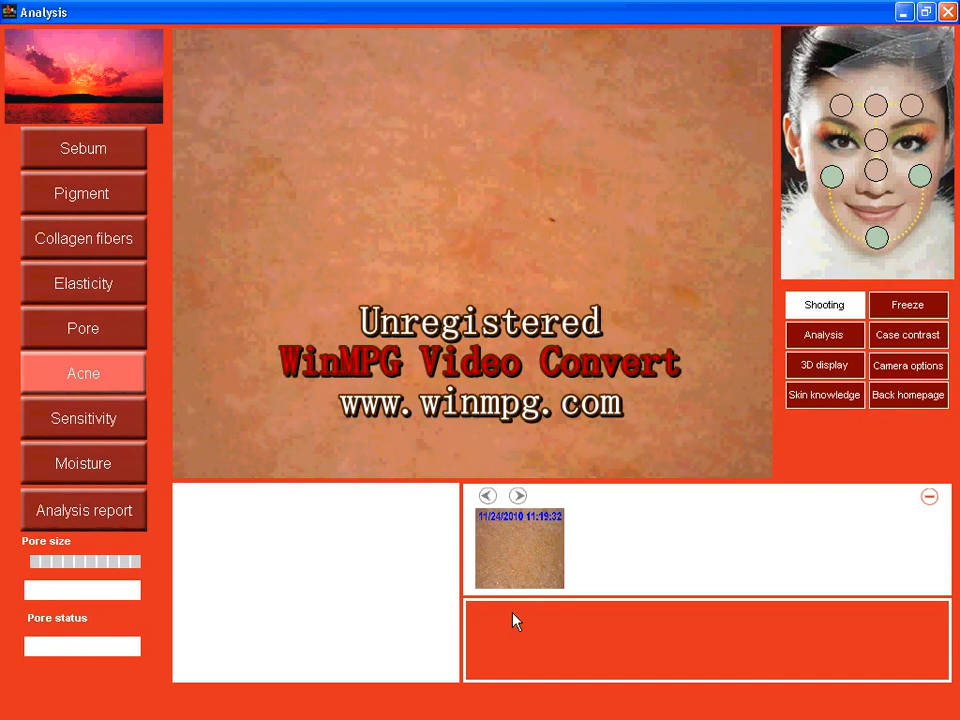 Analysis
Sebum
Pigment
Collagen fibers
Elasticity
Pore
Acne
Sensitivity
Moisture
Analysis report
Pore size
Pore status
Unregistered
WinMPG Video Convert
www.winmpg.com
Shooting
Freeze
Analysis
Case contrast
3D display
Camera options
Skin knowledge
Back homepage
11/24/2010 11:19:32